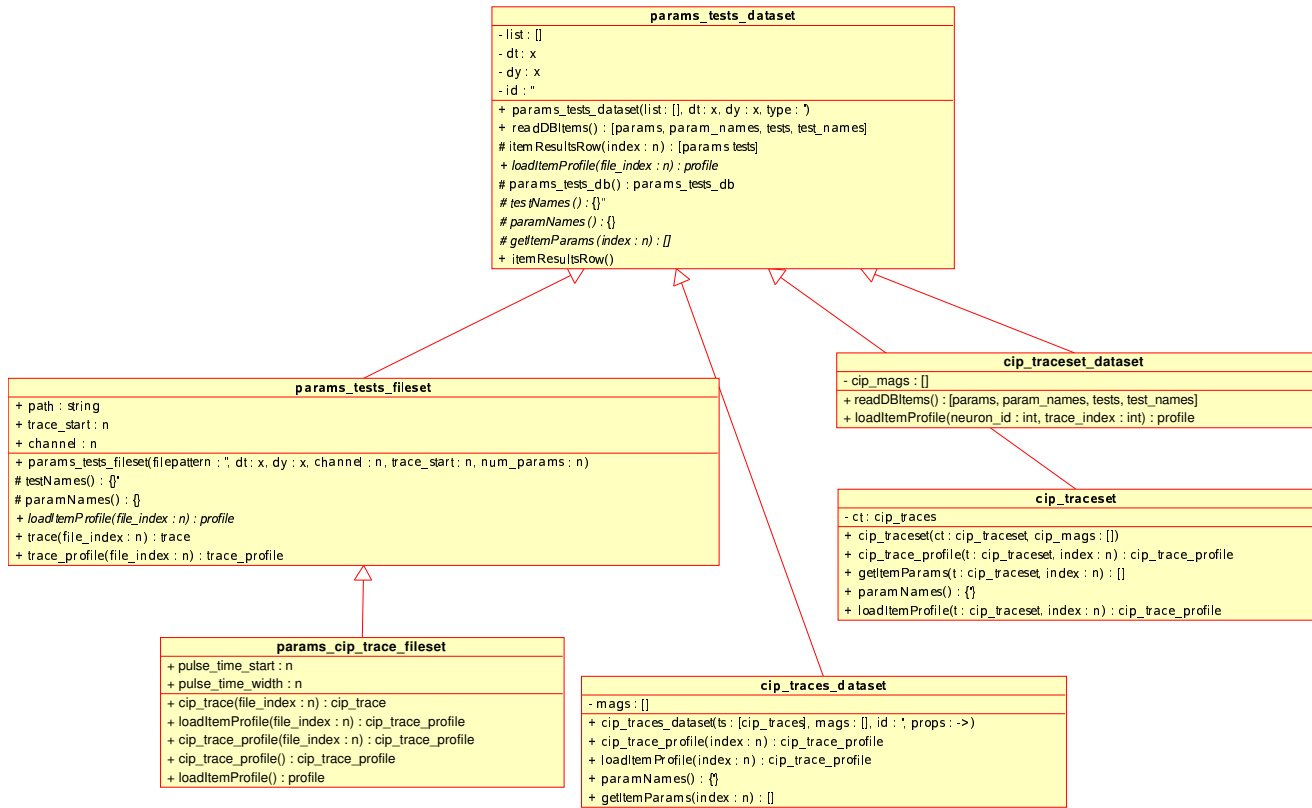 params_tests_dataset
- list : []
- dt : x
- dy : x
- id : ''
+ params_tests_dataset(list : [], dt : x, dy : x, type : '')
+ readDBItems() : [params, param_names, tests, test_names]
# itemResultsRow(index : n) : [params tests]
+ loadItemProfile(file_index : n) : profile
# params_tests_db() : params_tests_db
# testNames() : {}''
# paramNames() : {}
# getItemParams(index : n) : []
+ itemResultsRow()
cip_traceset_dataset
- cip_mags : []
+ readDBItems() : [params, param_names, tests, test_names]
+ loadItemProfile(neuron_id : int, trace_index : int) : profile
params_tests_fileset
+ path : string
+ trace_start : n
+ channel : n
+ params_tests_fileset(filepattern : '', dt : x, dy : x, channel : n, trace_start : n, num_params : n)
# testNames() : {}''
# paramNames() : {}
+ loadItemProfile(file_index : n) : profile
+ trace(file_index : n) : trace
+ trace_profile(file_index : n) : trace_profile
cip_traceset
- ct : cip_traces
+ cip_traceset(ct : cip_traceset, cip_mags : [])
+ cip_trace_profile(t : cip_traceset, index : n) : cip_trace_profile
+ getItemParams(t : cip_traceset, index : n) : []
+ paramNames() : {''}
+ loadItemProfile(t : cip_traceset, index : n) : cip_trace_profile
params_cip_trace_fileset
+ pulse_time_start : n
+ pulse_time_width : n
+ cip_trace(file_index : n) : cip_trace
+ loadItemProfile(file_index : n) : cip_trace_profile
+ cip_trace_profile(file_index : n) : cip_trace_profile
+ cip_trace_profile() : cip_trace_profile
+ loadItemProfile() : profile
cip_traces_dataset
- mags : []
+ cip_traces_dataset(ts : [cip_traces], mags : [], id : '', props : ->)
+ cip_trace_profile(index : n) : cip_trace_profile
+ loadItemProfile(index : n) : cip_trace_profile
+ paramNames() : {''}
+ getItemParams(index : n) : []